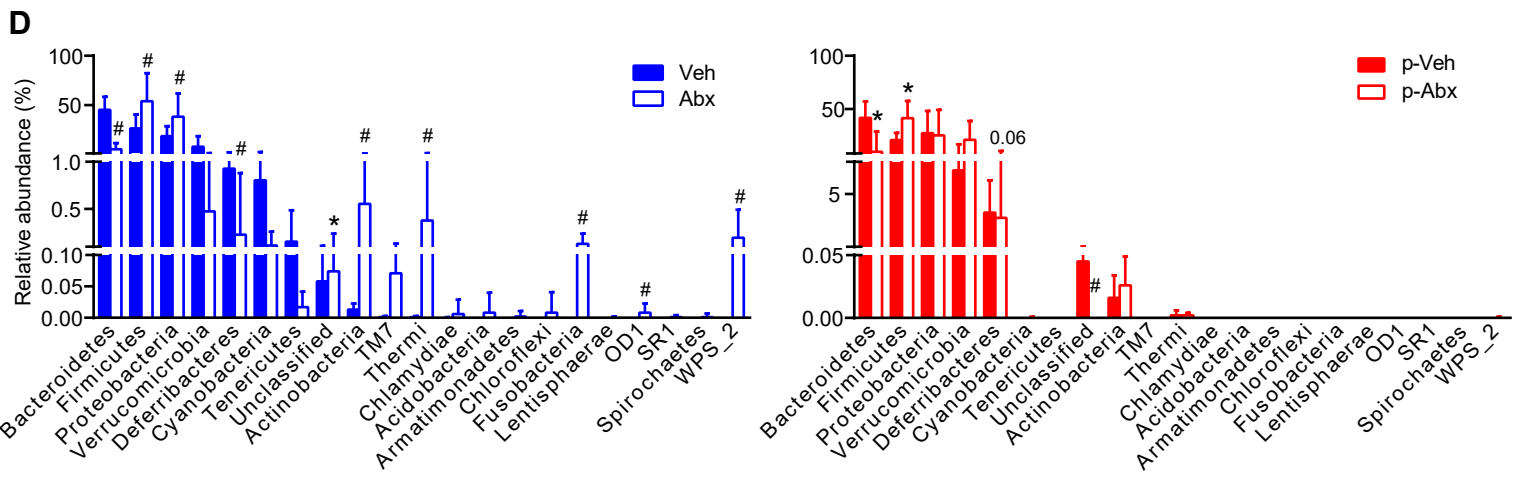 D
Relative abundance (%)
100
50
1.0
0.5
0.10
0.05
0.00
# # # # * # # # # #
Veh
Abx
Bacteroidetes
Firmicutes
Proteobacteria
Verrucomicrobia
Deferribacteres
Cyanobacteria
Tenericutes
Unclassified
Actinobacteria
TM7
Thermi
Chlamydiae
Acidobacteria
Armatimonadetes
Chloroflexi
Fusobacteria
Lentisphaerae
OD1
SR1
Spirochaetes
WPS_2
100
50
5
0.05
0.00
* * 0.06 #
p-Veh
p-Abx
Bacteroidetes
Firmicutes
Proteobacteria
Verrucomicrobia
Deferribacteres
Cyanobacteria
Tenericutes
Unclassified
Actinobacteria
TM7
Thermi
Chlamydiae
Acidobacteria
Armatimonadetes
Chloroflexi
Fusobacteria
Lentisphaerae
OD1
SR1
Spirochaetes
WPS_2